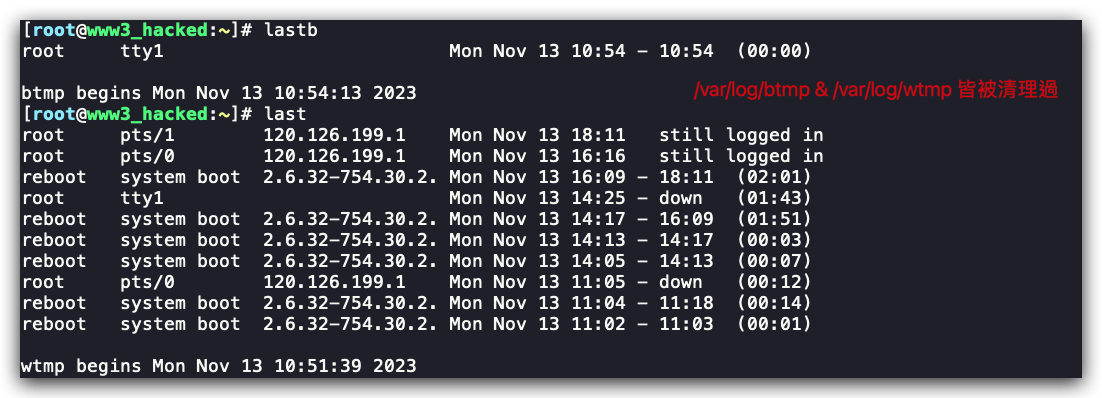 [root@www3_hacked:~]# lastb
root     tty1                          Mon Nov 13 10:54 - 10:54  (00:00)
btmp begins Mon Nov 13 10:54:13 2023
/var/log/btmp & /var/log/wtmp 皆被清理過
[root@www3_hacked:~]# last
root     pts/1        120.126.199.1    Mon Nov 13 18:11   still logged in
root     pts/0        120.126.199.1    Mon Nov 13 16:16   still logged in
reboot   system boot  2.6.32-754.30.2. Mon Nov 13 16:09 - 18:11  (02:01)
root     tty1                          Mon Nov 13 14:25 - down   (01:43)
reboot   system boot  2.6.32-754.30.2. Mon Nov 13 14:17 - 16:09  (01:51)
reboot   system boot  2.6.32-754.30.2. Mon Nov 13 14:13 - 14:17  (00:03)
reboot   system boot  2.6.32-754.30.2. Mon Nov 13 14:05 - 14:13  (00:07)
root     pts/0        120.126.199.1    Mon Nov 13 11:05 - down   (00:12)
reboot   system boot  2.6.32-754.30.2. Mon Nov 13 11:04 - 11:18  (00:14)
reboot   system boot  2.6.32-754.30.2. Mon Nov 13 11:02 - 11:03  (00:01)
wtmp begins Mon Nov 13 10:51:39 2023